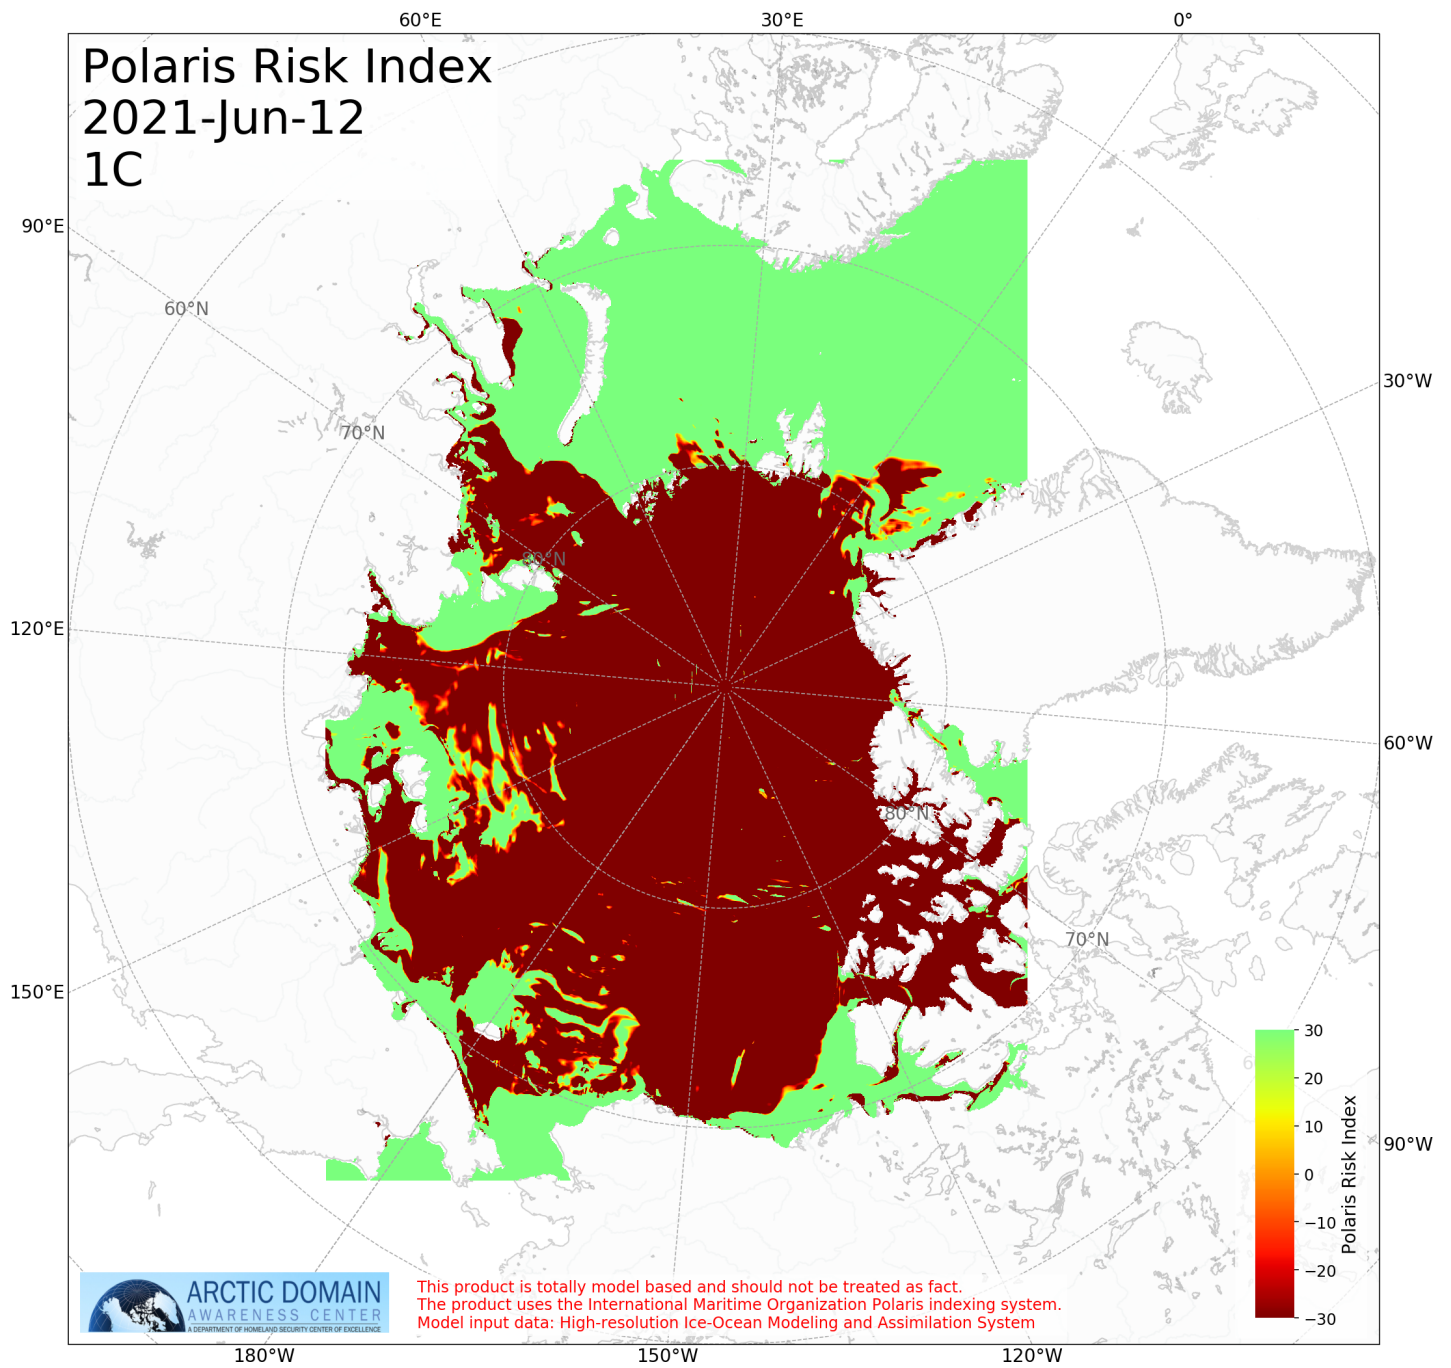 60°E 30°E 0°
Polaris Risk Index
2021-Jun-12
1C
90°E
60°N
30°W
70°N
80°N
120°E
60°W
80°N
70°N
150°E
30
20
10
0
−10
−20
−30
Polaris Risk Index
90°W
ARCTIC DOMAIN
AWARENESS CENTER
A DEPARTMENT OF HOMELAND SECURITY CENTER OF EXCELLENCE
This product is totally model based and should not be treated as fact.
The product uses the International Maritime Organization Polaris indexing system.
Model input data: High-resolution Ice-Ocean Modeling and Assimilation System
180°W 150°W 120°W